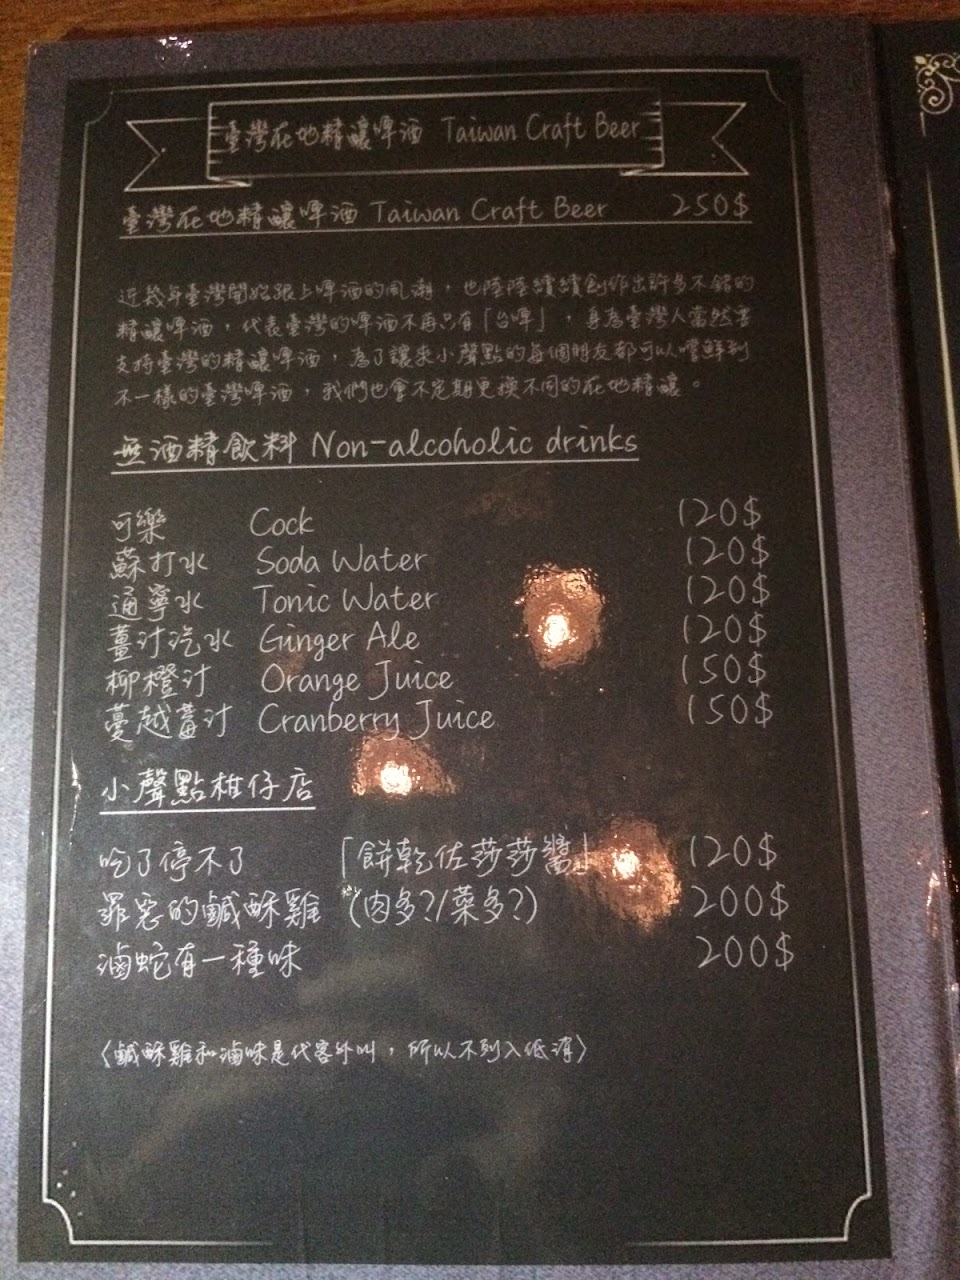 臺灣在地精釀啤酒 Taiwan Craft Beer
臺灣在地精釀啤酒 Taiwan Craft Beer 250$
近幾年臺灣開始跟上啤酒的風潮，也陸陸續續創作出許多不錯的
精釀啤酒，代表臺灣的啤酒不再只有「台啤」，身為臺灣人當然要
支持臺灣的精釀啤酒，為了讓來小聲點的每個朋友都可以嚐鮮到
不一樣的臺灣啤酒，我們也會不定期更換不同的在地精釀。
無酒精飲料 Non-alcoholic drinks
可樂 Cock 120$
蘇打水 Soda Water 120$
通寧水 Tonic Water 120$
薑汁汽水 Ginger Ale 120$
柳橙汁 Orange Juice 150$
蔓越莓汁 Cranberry Juice 150$
小聲點柑仔店
吃了停不了 「餅乾佐莎莎醬」 120$
罪惡的鹹酥雞 (肉多?/菜多?) 200$
滷蛇有一種味 200$
〈鹹酥雞和滷味是代客外叫，所以不列入低消〉